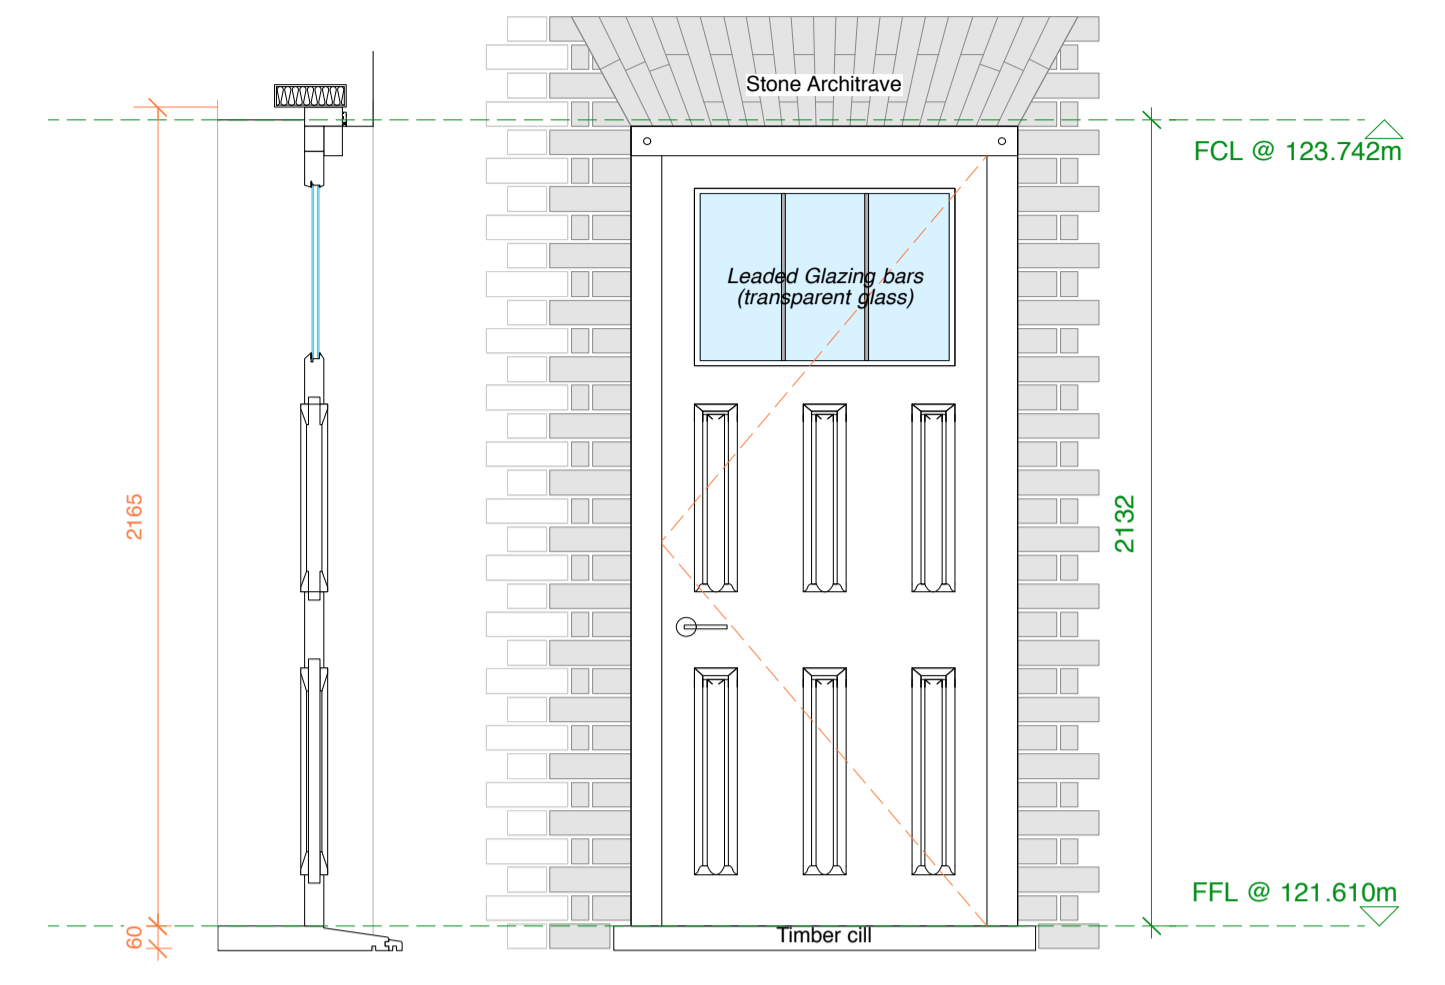 Stone Architrave
FCL @ 123.742m
Leaded Glazing bars
(transparent glass)
2165
2132
FFL @ 121.610m
60
Timber cill